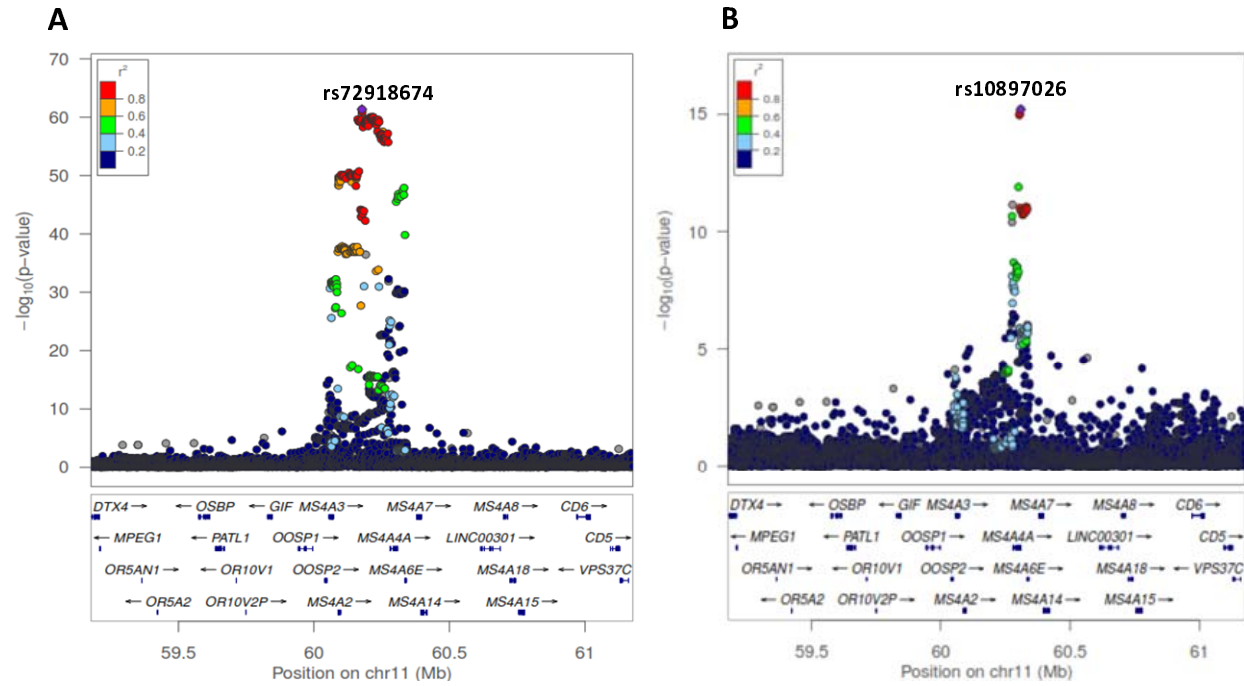 A
70
60
50
40
30
20
10
0
−log10(p−value)
r2
0.8
0.6
0.4
0.2
rs72918674
DTX4 OSBP GIF MS4A3 MS4A7 MS4A8 CD6
MPEG1 PATL1 OOSP1 MS4A4A LINC00301 CD5
OR5AN1 OR10V1 OOSP2 MS4A6E MS4A18 VPS37C
OR5A2 OR10V2P MS4A2 MS4A14 MS4A15
59.5 60 60.5 61
Position on chr11 (Mb)
B
15
10
5
0
−log10(p−value)
r2
0.8
0.6
0.4
0.2
rs10897026
DTX4 OSBP GIF MS4A3 MS4A7 MS4A8 CD6
MPEG1 PATL1 OOSP1 MS4A4A LINC00301 CD5
OR5AN1 OR10V1 OOSP2 MS4A6E MS4A18 VPS37C
OR5A2 OR10V2P MS4A2 MS4A14 MS4A15
59.5 60 60.5 61
Position on chr11 (Mb)